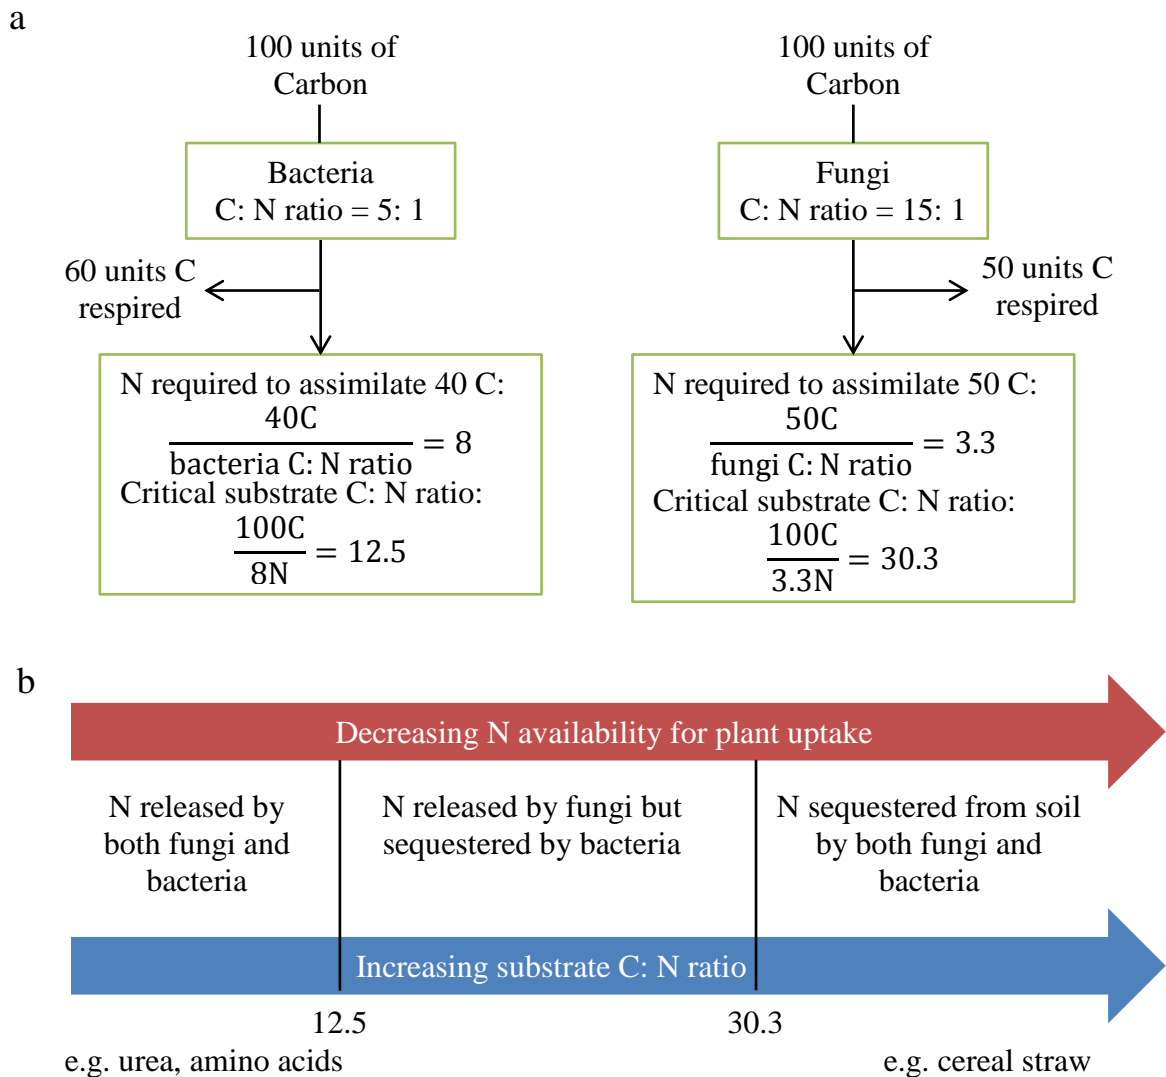 a
100 units of
Carbon
Bacteria
C: N ratio = 5: 1
60 units C
respired
N required to assimilate 40 C:
40C
bacteria C: N ratio
= 8
Critical substrate C: N ratio:
100C
8N
= 12.5
100 units of
Carbon
Fungi
C: N ratio = 15: 1
50 units C
respired
N required to assimilate 50 C:
50C
fungi C: N ratio
= 3.3
Critical substrate C: N ratio:
100C
3.3N
= 30.3
b
Decreasing N availability for plant uptake
N released by
both fungi and
bacteria
N released by fungi but
sequestered by bacteria
N sequestered from soil
by both fungi and
bacteria
Increasing substrate C: N ratio
12.5
30.3
e.g. urea, amino acids
e.g. cereal straw